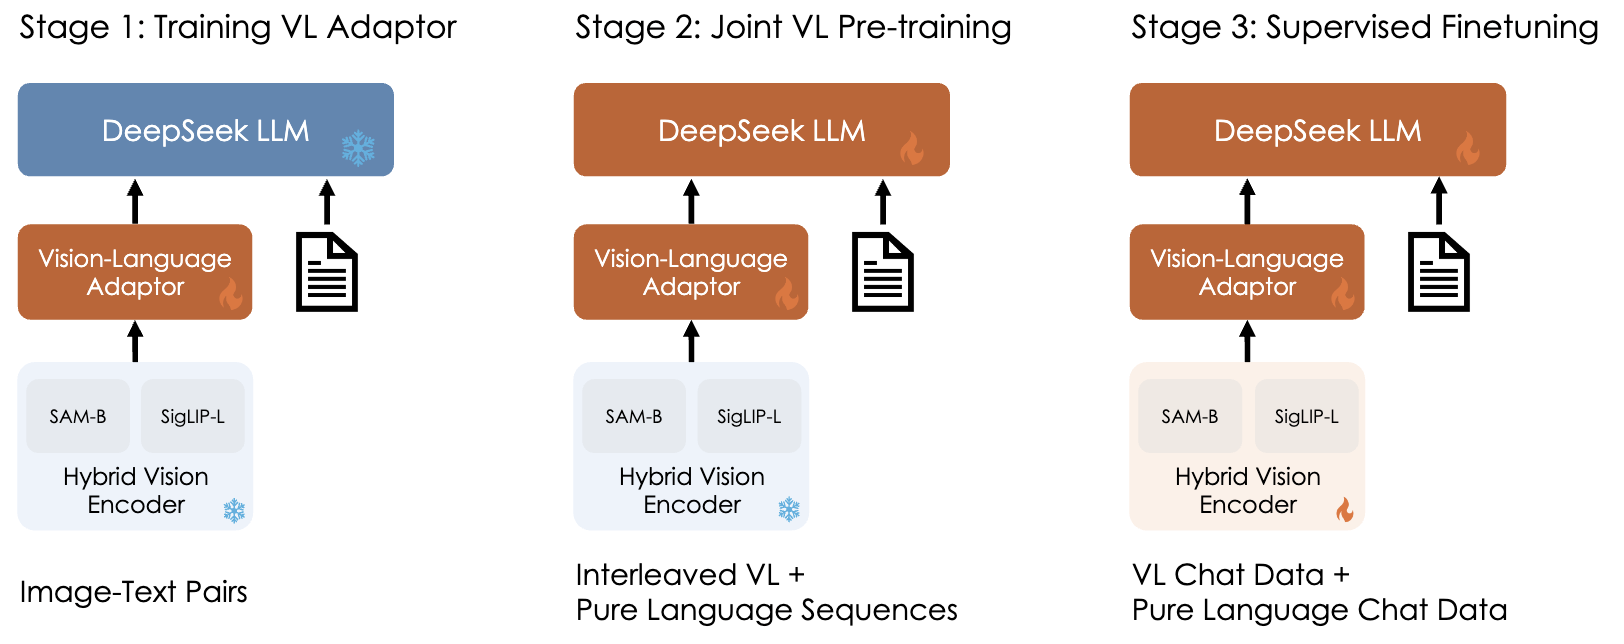 Stage 1: Training VL Adaptor
DeepSeek LLM
Vision-Language
Adaptor
SAM-B
SigLIP-L
Hybrid Vision
Encoder
Image-Text Pairs
Stage 2: Joint VL Pre-training
DeepSeek LLM
Vision-Language
Adaptor
SAM-B
SigLIP-L
Hybrid Vision
Encoder
Interleaved VL +
Pure Language Sequences
Stage 3: Supervised Finetuning
DeepSeek LLM
Vision-Language
Adaptor
SAM-B
SigLIP-L
Hybrid Vision
Encoder
VL Chat Data +
Pure Language Chat Data